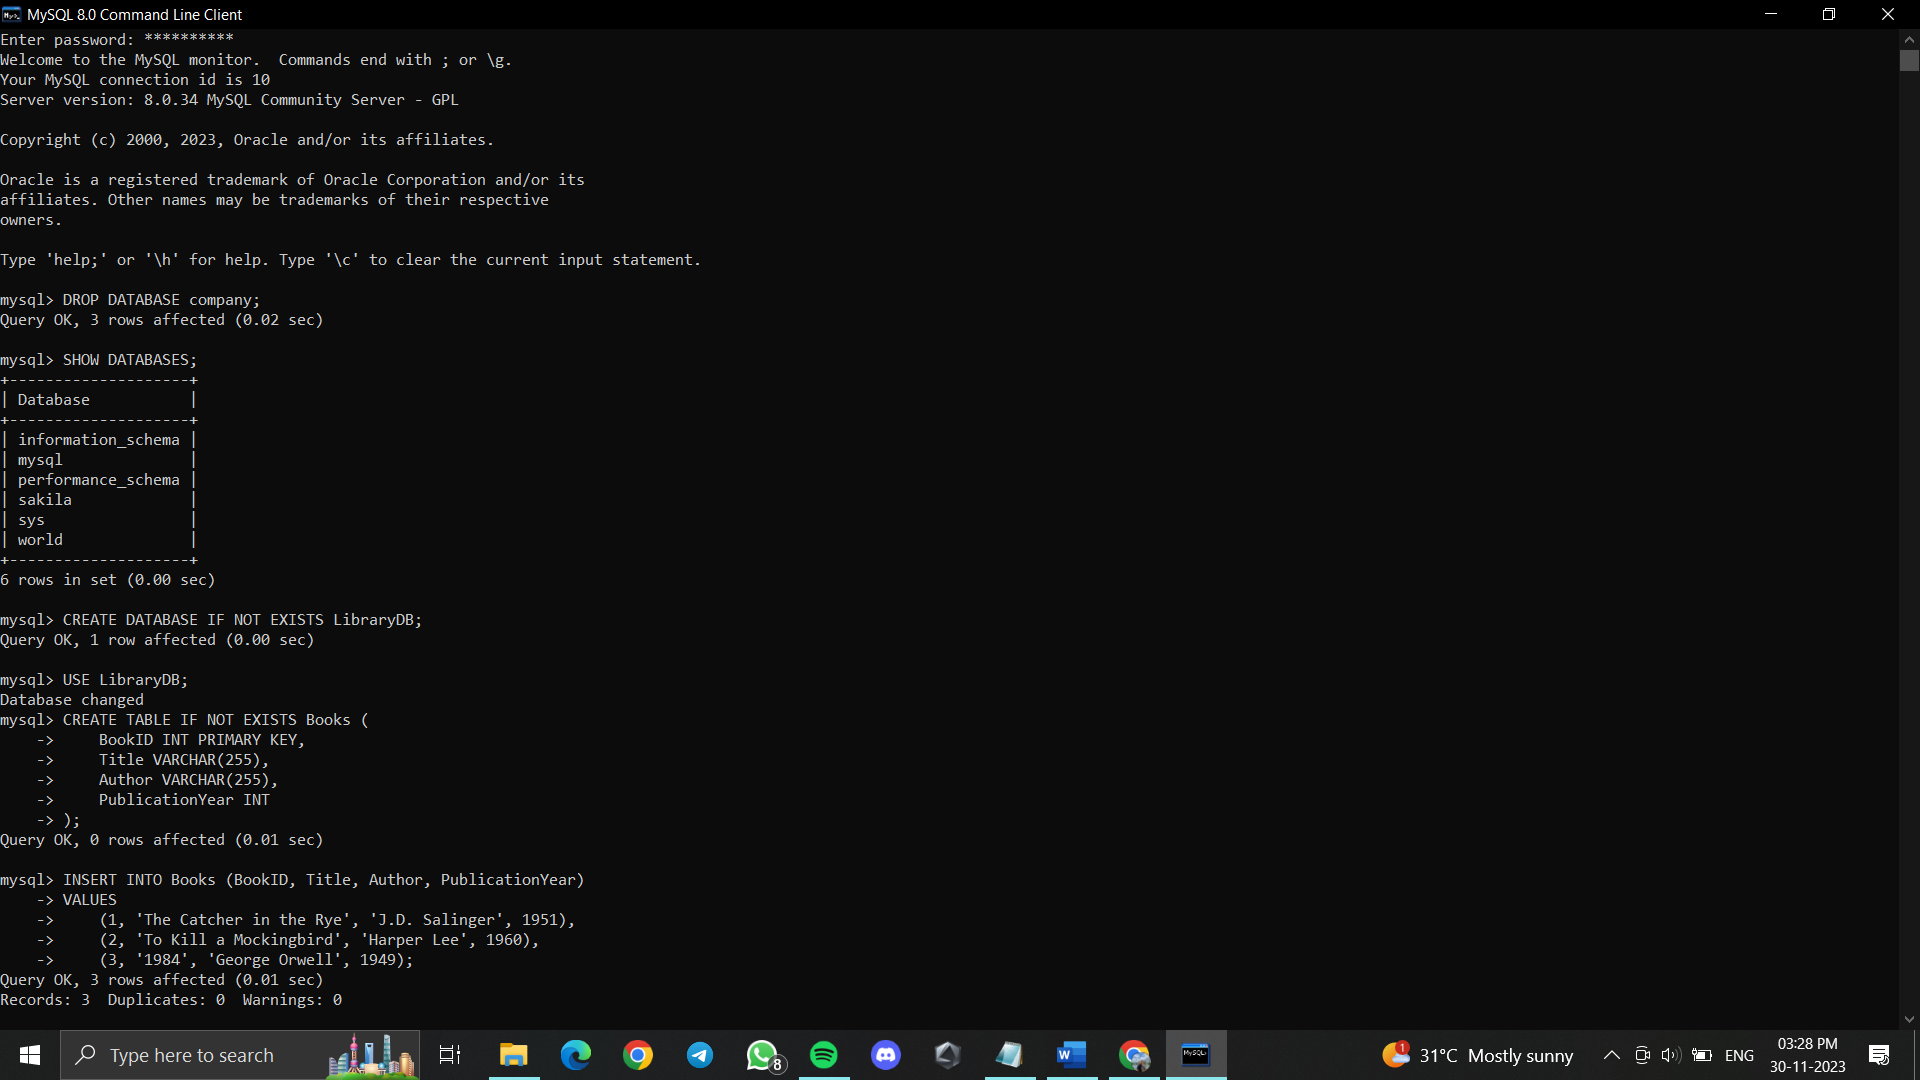 MySQL 8.0 Command Line Client
Enter password: **********
Welcome to the MySQL monitor.  Commands end with ; or \g.
Your MySQL connection id is 10
Server version: 8.0.34 MySQL Community Server - GPL

Copyright (c) 2000, 2023, Oracle and/or its affiliates.

Oracle is a registered trademark of Oracle Corporation and/or its
affiliates. Other names may be trademarks of their respective
owners.

Type 'help;' or '\h' for help. Type '\c' to clear the current input statement.

mysql> DROP DATABASE company;
Query OK, 3 rows affected (0.02 sec)

mysql> SHOW DATABASES;
+--------------------+
| Database           |
+--------------------+
| information_schema |
| mysql              |
| performance_schema |
| sakila             |
| sys                |
| world              |
+--------------------+
6 rows in set (0.00 sec)

mysql> CREATE DATABASE IF NOT EXISTS LibraryDB;
Query OK, 1 row affected (0.00 sec)

mysql> USE LibraryDB;
Database changed
mysql> CREATE TABLE IF NOT EXISTS Books (
    ->     BookID INT PRIMARY KEY,
    ->     Title VARCHAR(255),
    ->     Author VARCHAR(255),
    ->     PublicationYear INT
    -> );
Query OK, 0 rows affected (0.01 sec)

mysql> INSERT INTO Books (BookID, Title, Author, PublicationYear)
    -> VALUES
    ->     (1, 'The Catcher in the Rye', 'J.D. Salinger', 1951),
    ->     (2, 'To Kill a Mockingbird', 'Harper Lee', 1960),
    ->     (3, '1984', 'George Orwell', 1949);
Query OK, 3 rows affected (0.01 sec)
Records: 3  Duplicates: 0  Warnings: 0

Type here to search
8
W
MySQL
1
31°C Mostly sunny
ENG
03:28 PM
30-11-2023